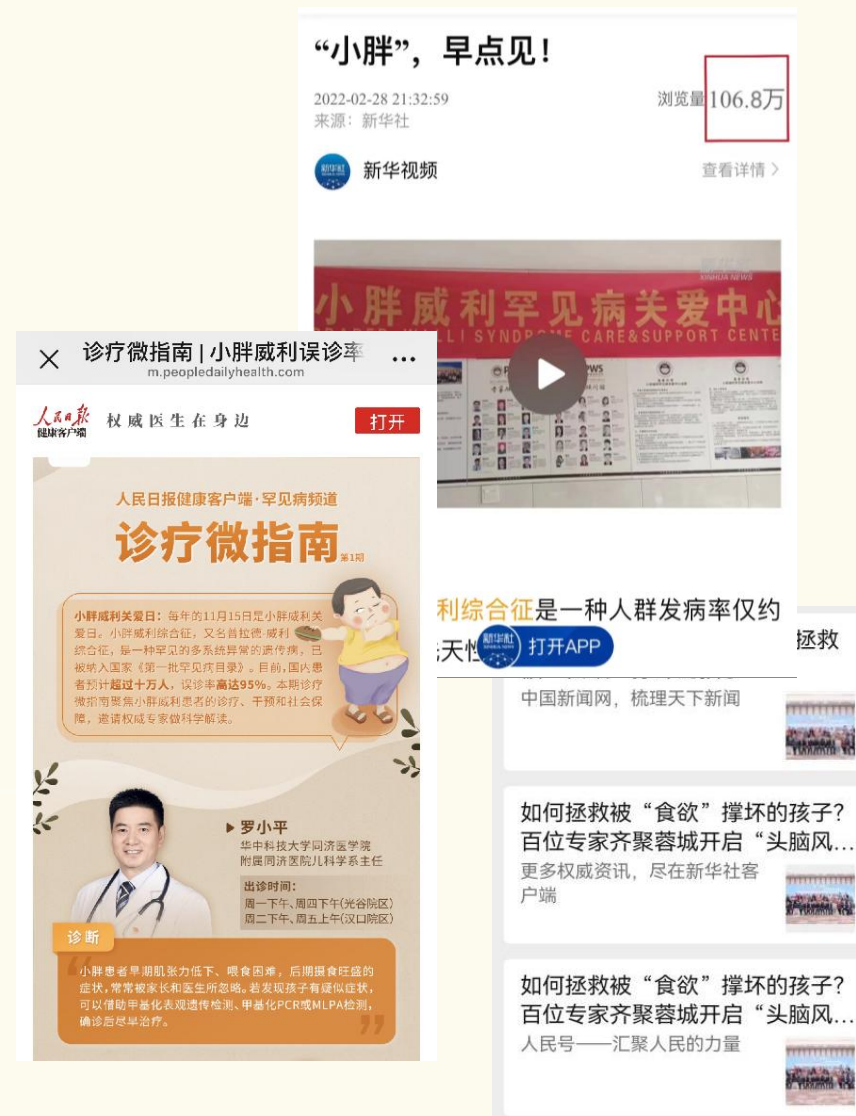 “小胖”，早点见！
2022-02-28 21:32:59
浏览量106.8万
来源：新华社
新华社
新华视频
查看详情
XINHUA NEWS
小胖威利罕见病关爱中心
SYNDROME CARE&SUPPORT CENTE
利综合征是一种人群发病率仅约
天性
新华社
打开APP
诊疗微指南 | 小胖威利误诊率
m.peopledailyhealth.com
人民日报
健康客户端
权威医生在身边
打开
人民日报健康客户端·罕见病频道
诊疗微指南
第1期
小胖威利关爱日：每年的11月15日是小胖威利关
爱日。小胖威利综合征，又名普拉德-威利
综合征，是一种罕见的多系统异常的遗传病，已
被纳入国家《第一批罕见病目录》。目前，国内患
者预计超过十万人，误诊率高达95%。本期诊疗
微指南聚焦小胖威利患者的诊疗、干预和社会保
障，邀请权威专家做科学解读。
罗小平
华中科技大学同济医学院
附属同济医院儿科学系主任
出诊时间：
周一下午、周四下午(光谷院区)
周二下午、周五上午(汉口院区)
诊断
小胖患者早期肌张力低下、喂食困难，后期摄食旺盛的
症状，常常被家长和医生所忽略。若发现孩子有疑似症状，
可以借助甲基化表观遗传检测、甲基化PCR或MLPA检测，
确诊后尽早治疗。
拯救
中国新闻网，梳理天下新闻
如何拯救被“食欲”撑坏的孩子？
百位专家齐聚蓉城开启“头脑风...
更多权威资讯，尽在新华社客
户端
如何拯救被“食欲”撑坏的孩子？
百位专家齐聚蓉城开启“头脑风...
人民号——汇聚人民的力量